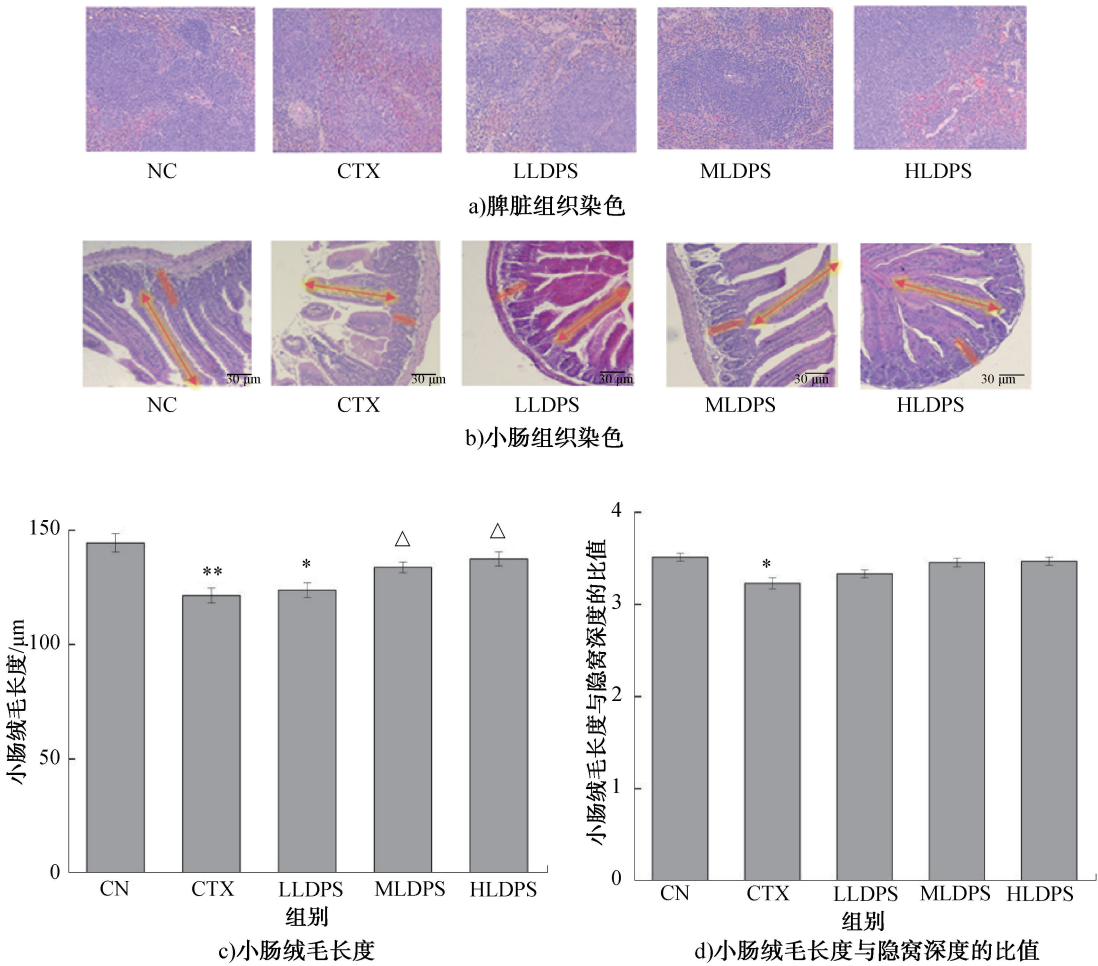 NC CTX LLDPS MLDPS HLDPS
a)脾脏组织染色
30 μm 30 μm 30 μm 30 μm 30 μm
NC CTX LLDPS MLDPS HLDPS
b)小肠组织染色
小肠绒毛长度/μm
150
100
50
0
** * △ △
CN CTX LLDPS MLDPS HLDPS
组别
c)小肠绒毛长度
小肠绒毛长度与隐窝深度的比值
4
3
2
1
0
*
CN CTX LLDPS MLDPS HLDPS
组别
d)小肠绒毛长度与隐窝深度的比值